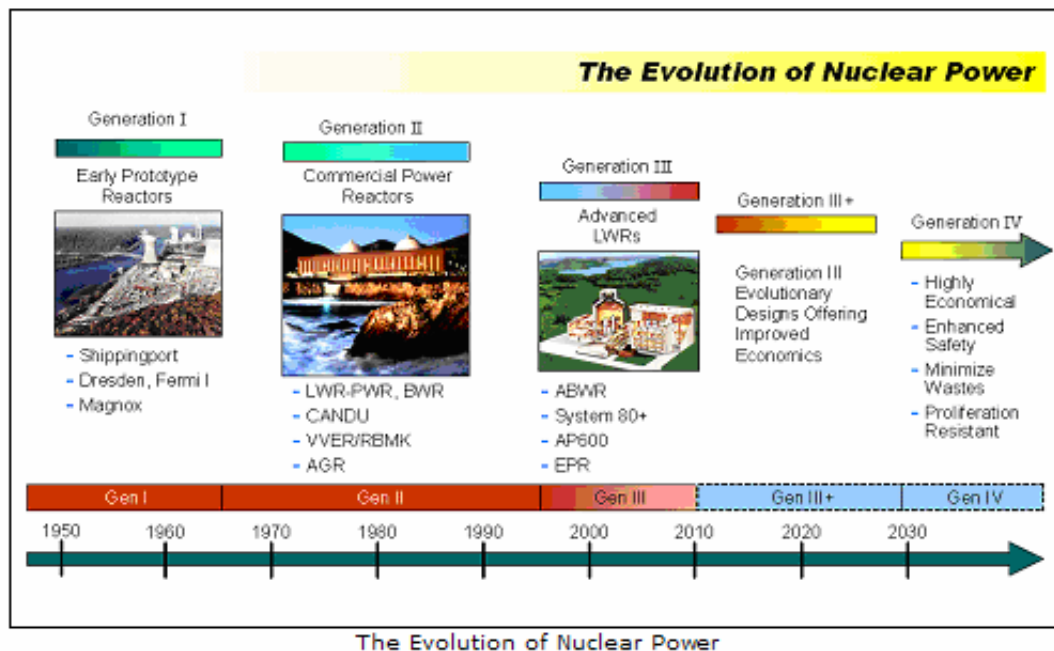 The Evolution of Nuclear Power
Generation I
Early Prototype
Reactors
- Shippingport
- Dresden, Fermi I
- Magnox
Generation II
Commercial Power
Reactors
- LWR-PWR, BWR
- CANDU
- VVER/RBMK
- AGR
Generation III
Advanced
LWRs
- ABWR
- System 80+
- AP600
- EPR
Generation III+
Generation III
Evolutionary
Designs Offering
Improved
Economics
Generation IV
- Highly
Economical
- Enhanced
Safety
- Minimize
Wastes
- Proliferation
Resistant
Gen I Gen II Gen III Gen III+ Gen IV
1950 1960 1970 1980 1990 2000 2010 2020 2030
The Evolution of Nuclear Power